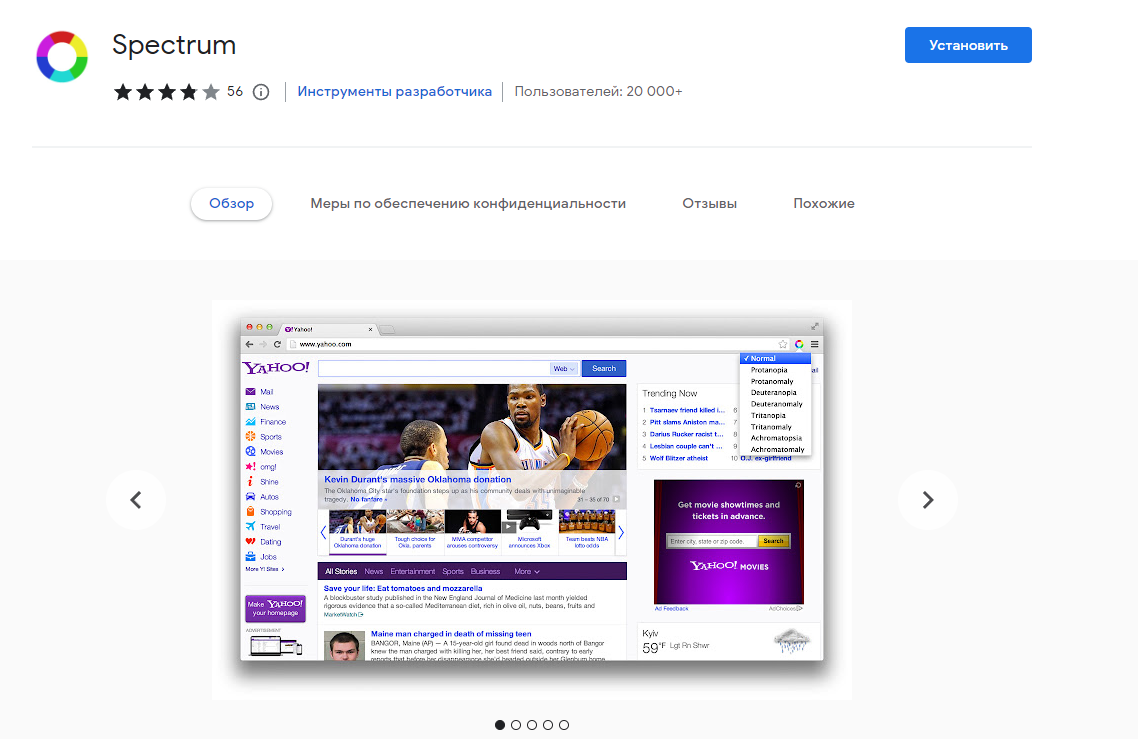 Spectrum
Установить
56
Инструменты разработчика
Пользователей: 20 000+
Обзор
Меры по обеспечению конфиденциальности
Отзывы
Похожие
Yahoo!
www.yahoo.com
YAHOO!
Web
Search
Mail
News
Finance
Sports
Movies
omg!
Shine
Autos
Shopping
Travel
Dating
Jobs
More Y! Sites >
Make YAHOO!
your homepage
ADVERTISEMENT
Kevin Durant's massive Oklahoma donation
The Oklahoma City star's foundation steps up as his community deals with unimaginable
tragedy. No fanfare »
31 – 35 of 70
Durant's huge
Oklahoma donation
Tough choice for
Okla. parents
MMA competitor
arouses controversy
Microsoft
announces Xbox
Team beats NBA
lotto odds
All Stories
News
Entertainment
Sports
Business
More
Save your life: Eat tomatoes and mozzarella
A blockbuster study published in the New England Journal of Medicine last month yielded
rigorous evidence that a so-called Mediterranean diet, rich in olive oil, nuts, beans, fruits and
MarketWatch
Maine man charged in death of missing teen
BANGOR, Maine (AP) — A 15-year-old girl found dead in woods north of Bangor
knew the man charged with killing her, her best friend said, contrary to early
reports that before her disappearance she'd headed outside her Glenburn home
✓ Normal
Protanopia
Protanomaly
Deuteranopia
Deuteranomaly
Tritanopia
Tritanomaly
Achromatopsia
Achromatomaly
Trending Now
1 Tsarnaev friend killed i...
2 Pitt slams Aniston ma...
3 Darius Rucker racist t...
4 Lesbian couple can't ...
5 Wolf Blitzer atheist
6
7
8
9
10 O.J. ex-girlfriend
Get movie showtimes and
tickets in advance.
Enter city, state or zip code.
Search
YAHOO! MOVIES
Ad Feedback
AdChoices
Kyiv
59°F Lgt Rn Shwr